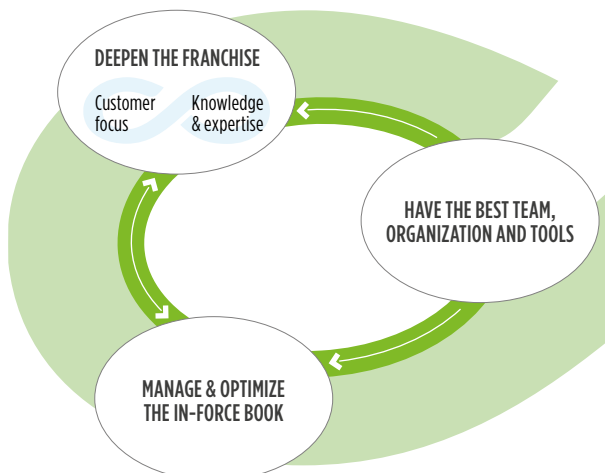 DEEPEN THE FRANCHISE
Customer
focus
Knowledge
& expertise
HAVE THE BEST TEAM,
ORGANIZATION AND TOOLS
MANAGE & OPTIMIZE
THE IN-FORCE BOOK